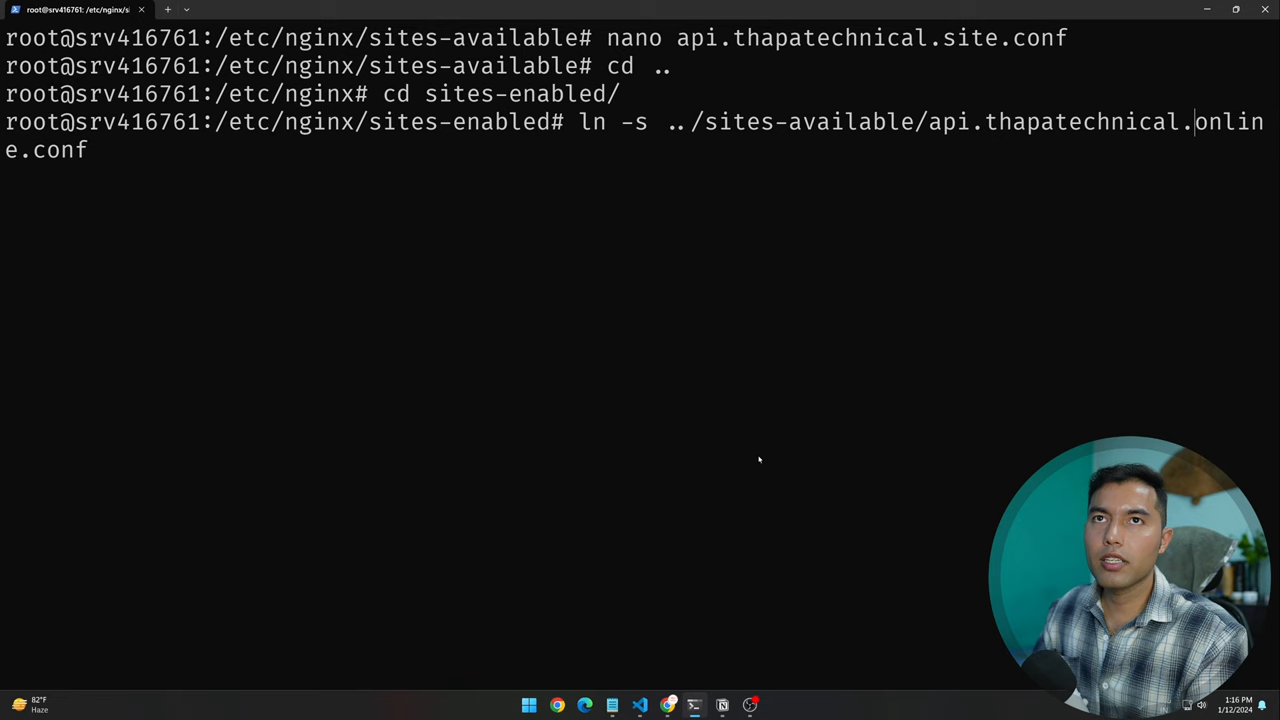 root@srv416761: /etc/nginx/si
root@srv416761:/etc/nginx/sites-available# nano api.thapatechnical.site.conf
root@srv416761:/etc/nginx/sites-available# cd ..
root@srv416761:/etc/nginx# cd sites-enabled/
root@srv416761:/etc/nginx/sites-enabled# ln -s ../sites-available/api.thapatechnical.onlin
e.conf
82°F
Haze
1:16 PM
1/12/2024